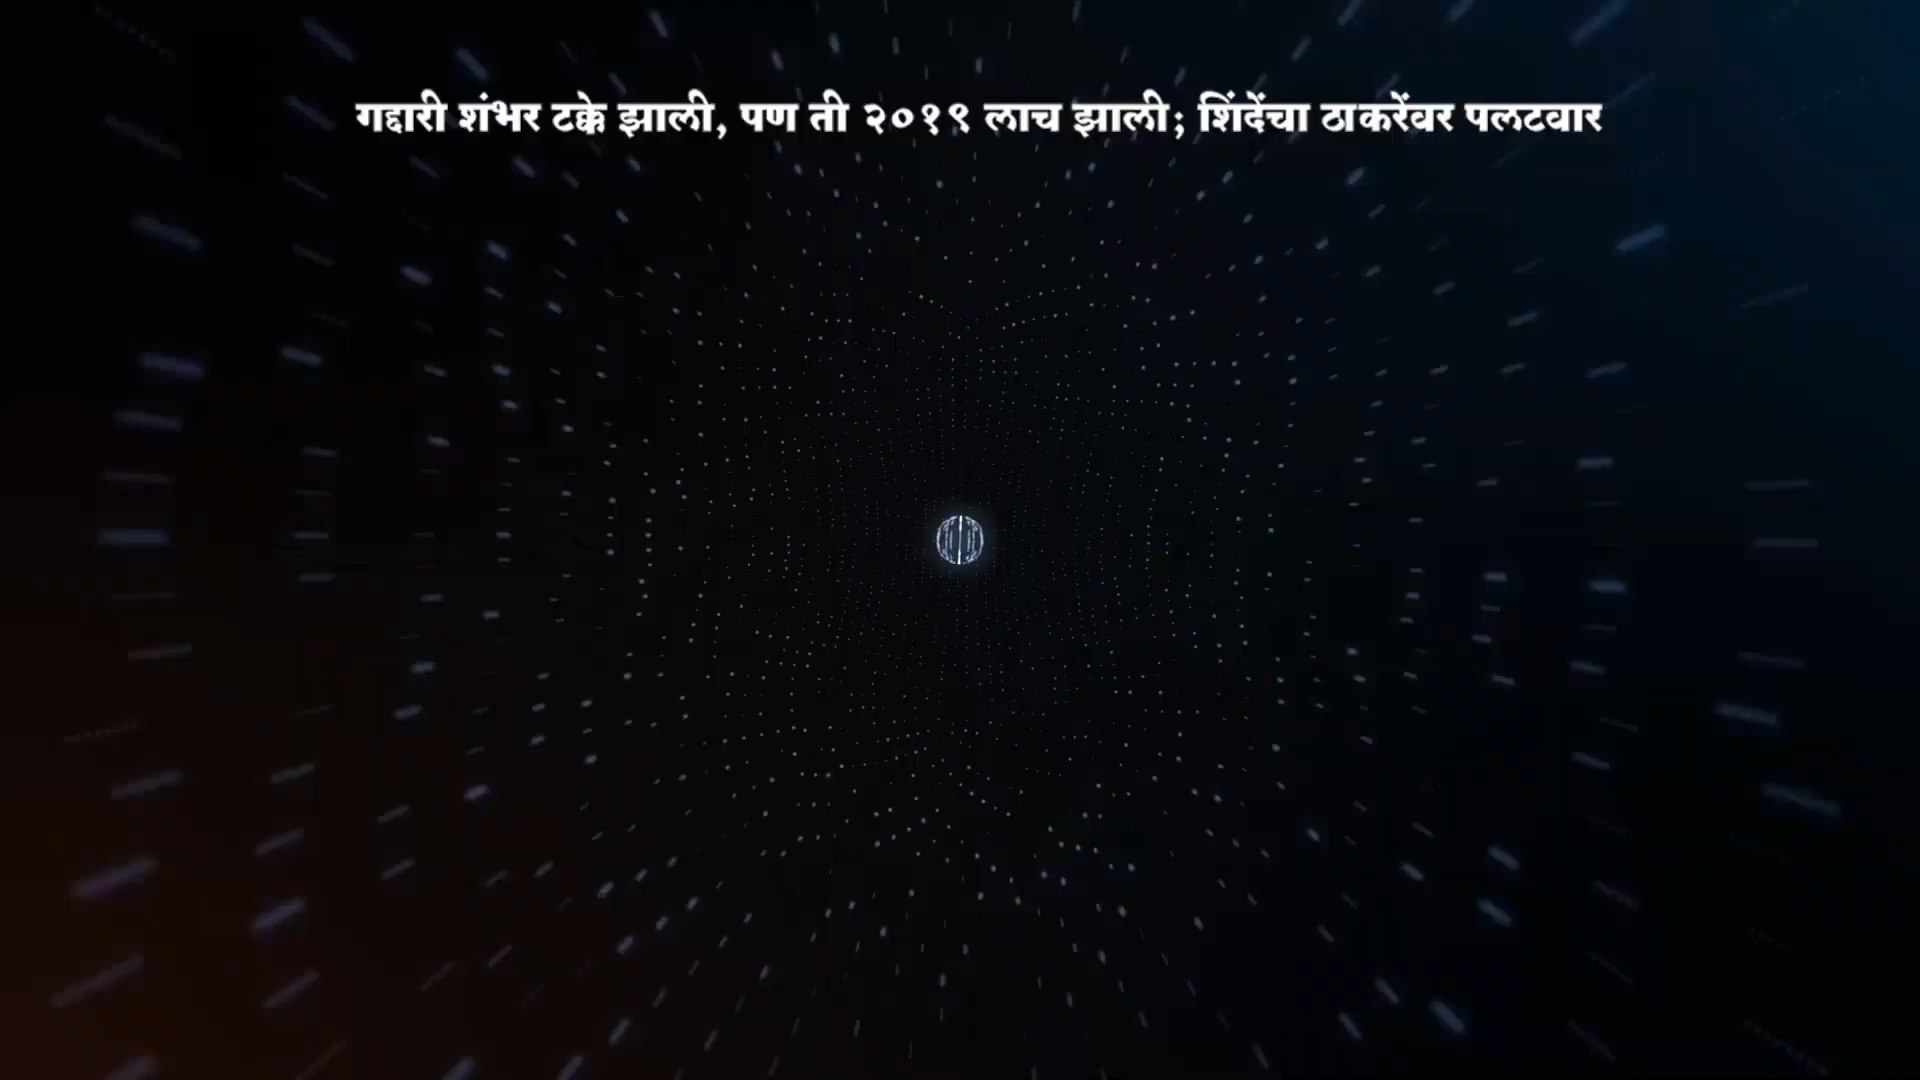 गद्दारी शंभर टक्के झाली, पण ती २०१९ लाच झाली; शिंदेंचा ठाकरेंवर पलटवार